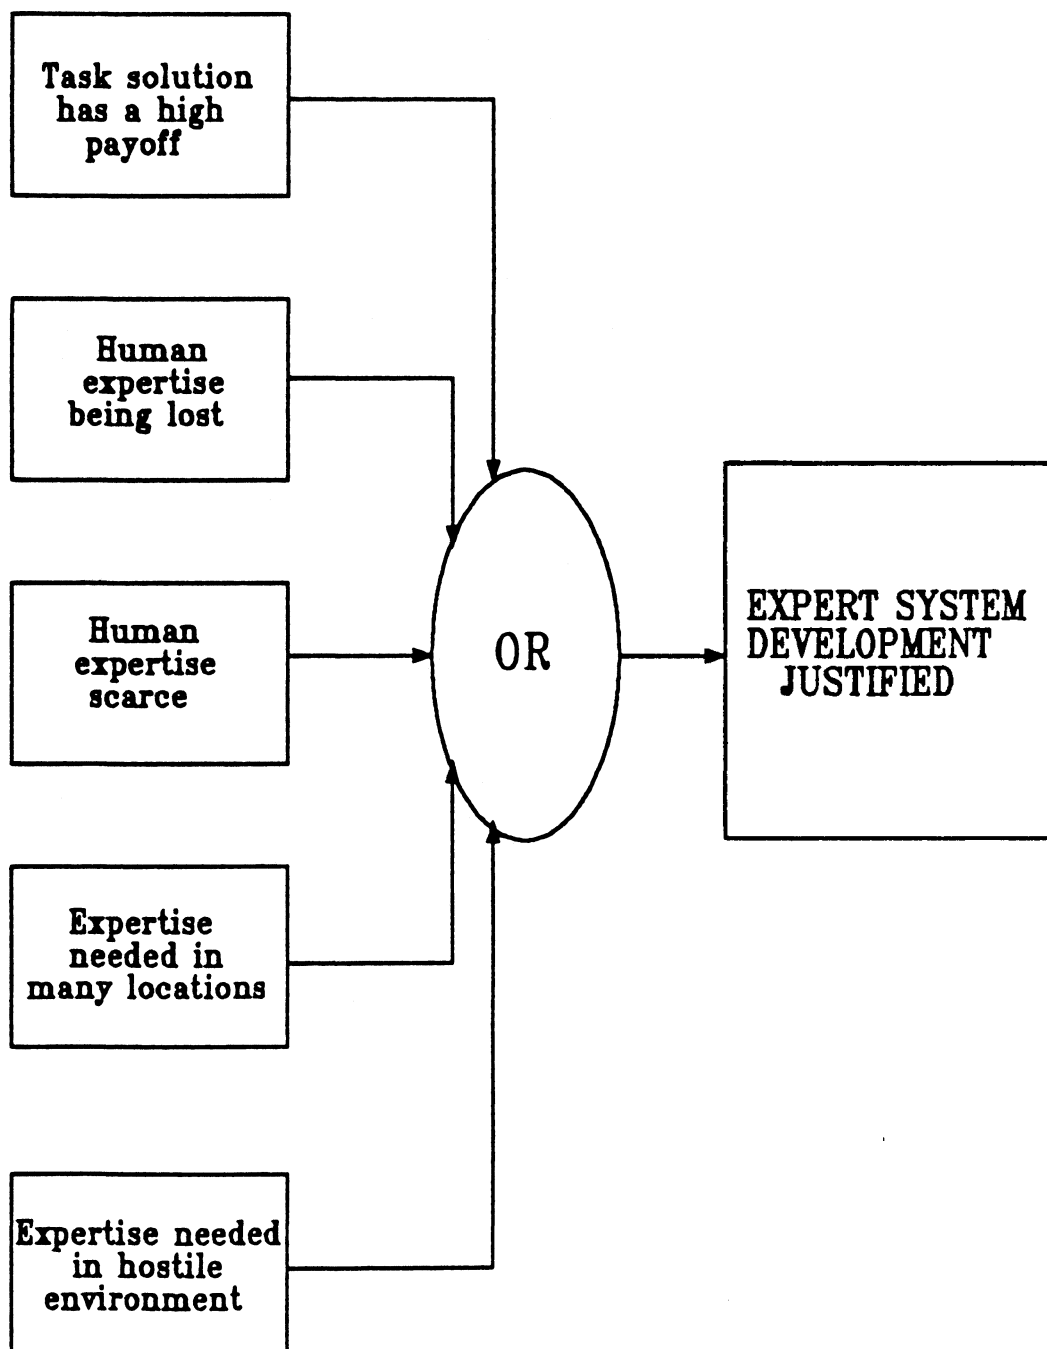 Task solution
has a high
payoff
Human
expertise
being lost
Human
expertise
scarce
Expertise
needed in
many locations
Expertise needed
in hostile
environment
OR
EXPERT SYSTEM
DEVELOPMENT
JUSTIFIED